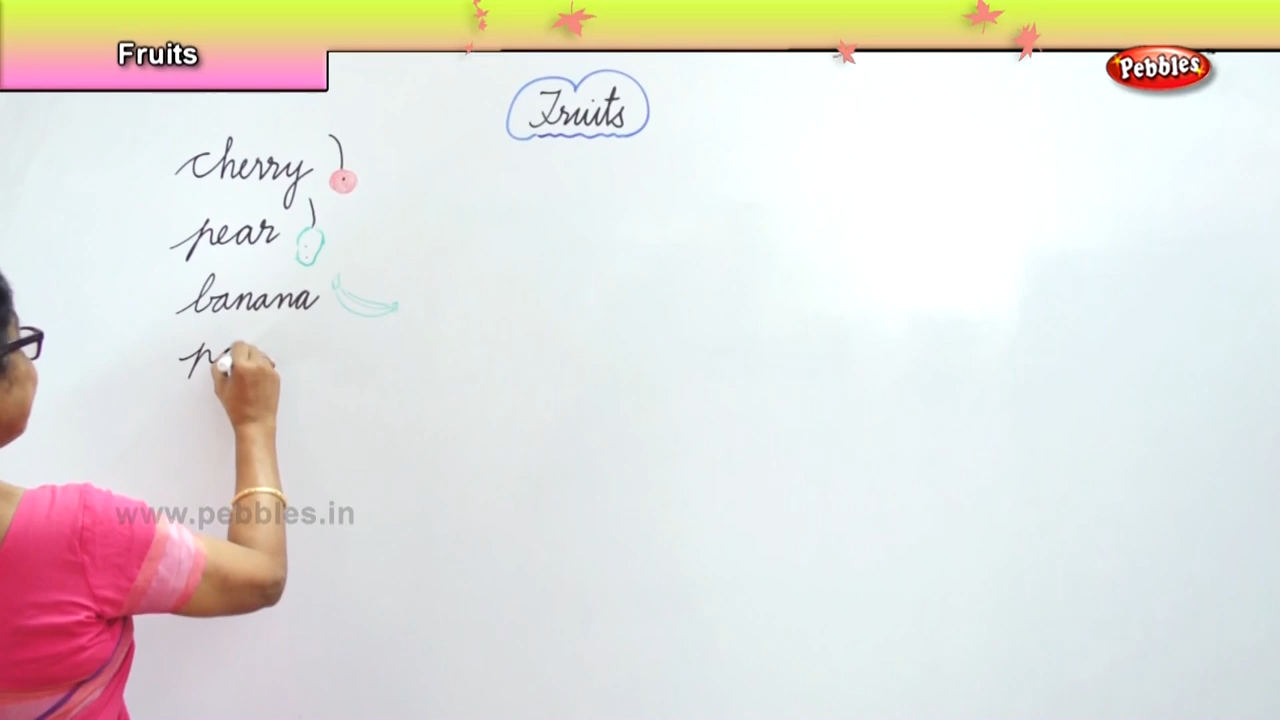 Fruits
Pebbles
Fruits
cherry
pear
banana
p
www.pebbles.in